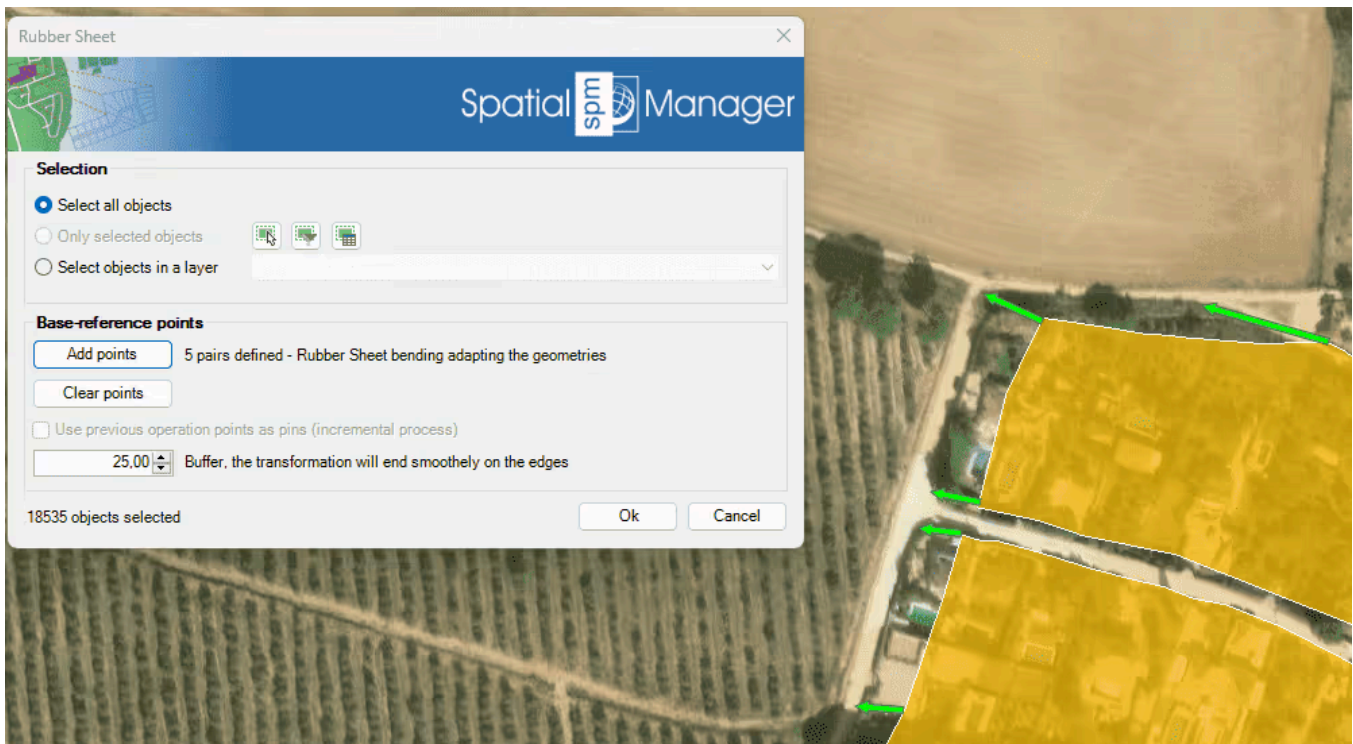 Rubber Sheet
Spatial spm Manager
Selection
Select all objects
Only selected objects
Select objects in a layer
Base-reference points
Add points 5 pairs defined - Rubber Sheet bending adapting the geometries
Clear points
Use previous operation points as pins (incremental process)
25,00 Buffer, the transformation will end smoothely on the edges
18535 objects selected Ok Cancel